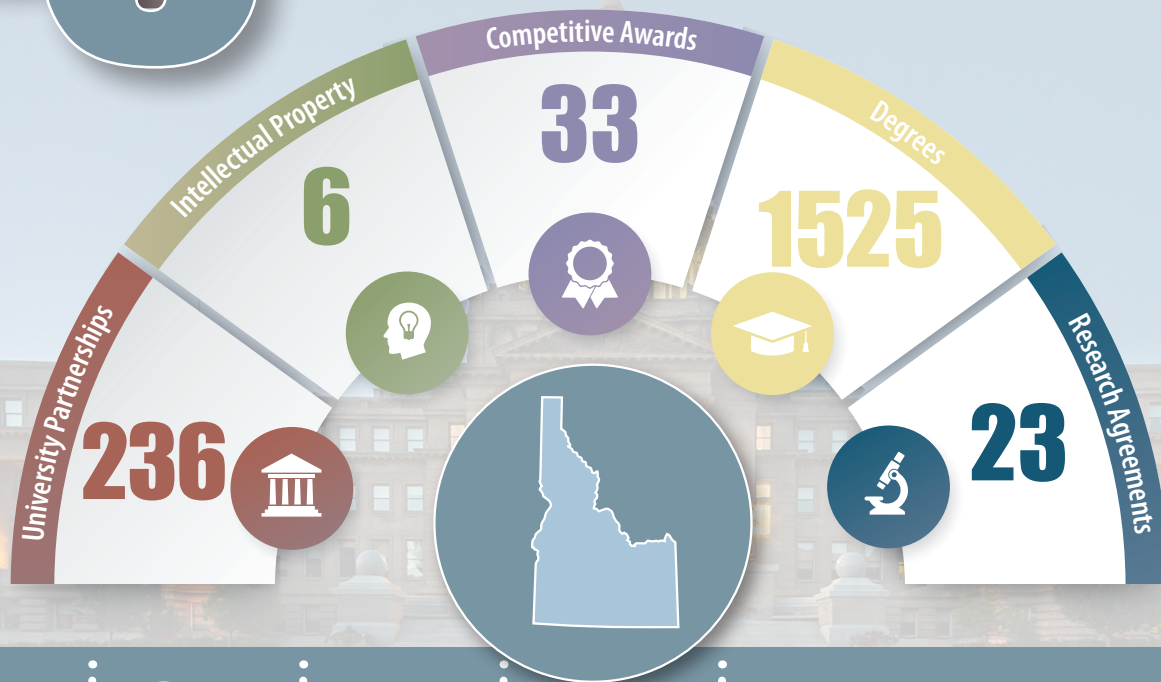 University Partnerships
236
Intellectual Property
6
Competitive Awards
33
Degrees
1525
Research Agreements
23